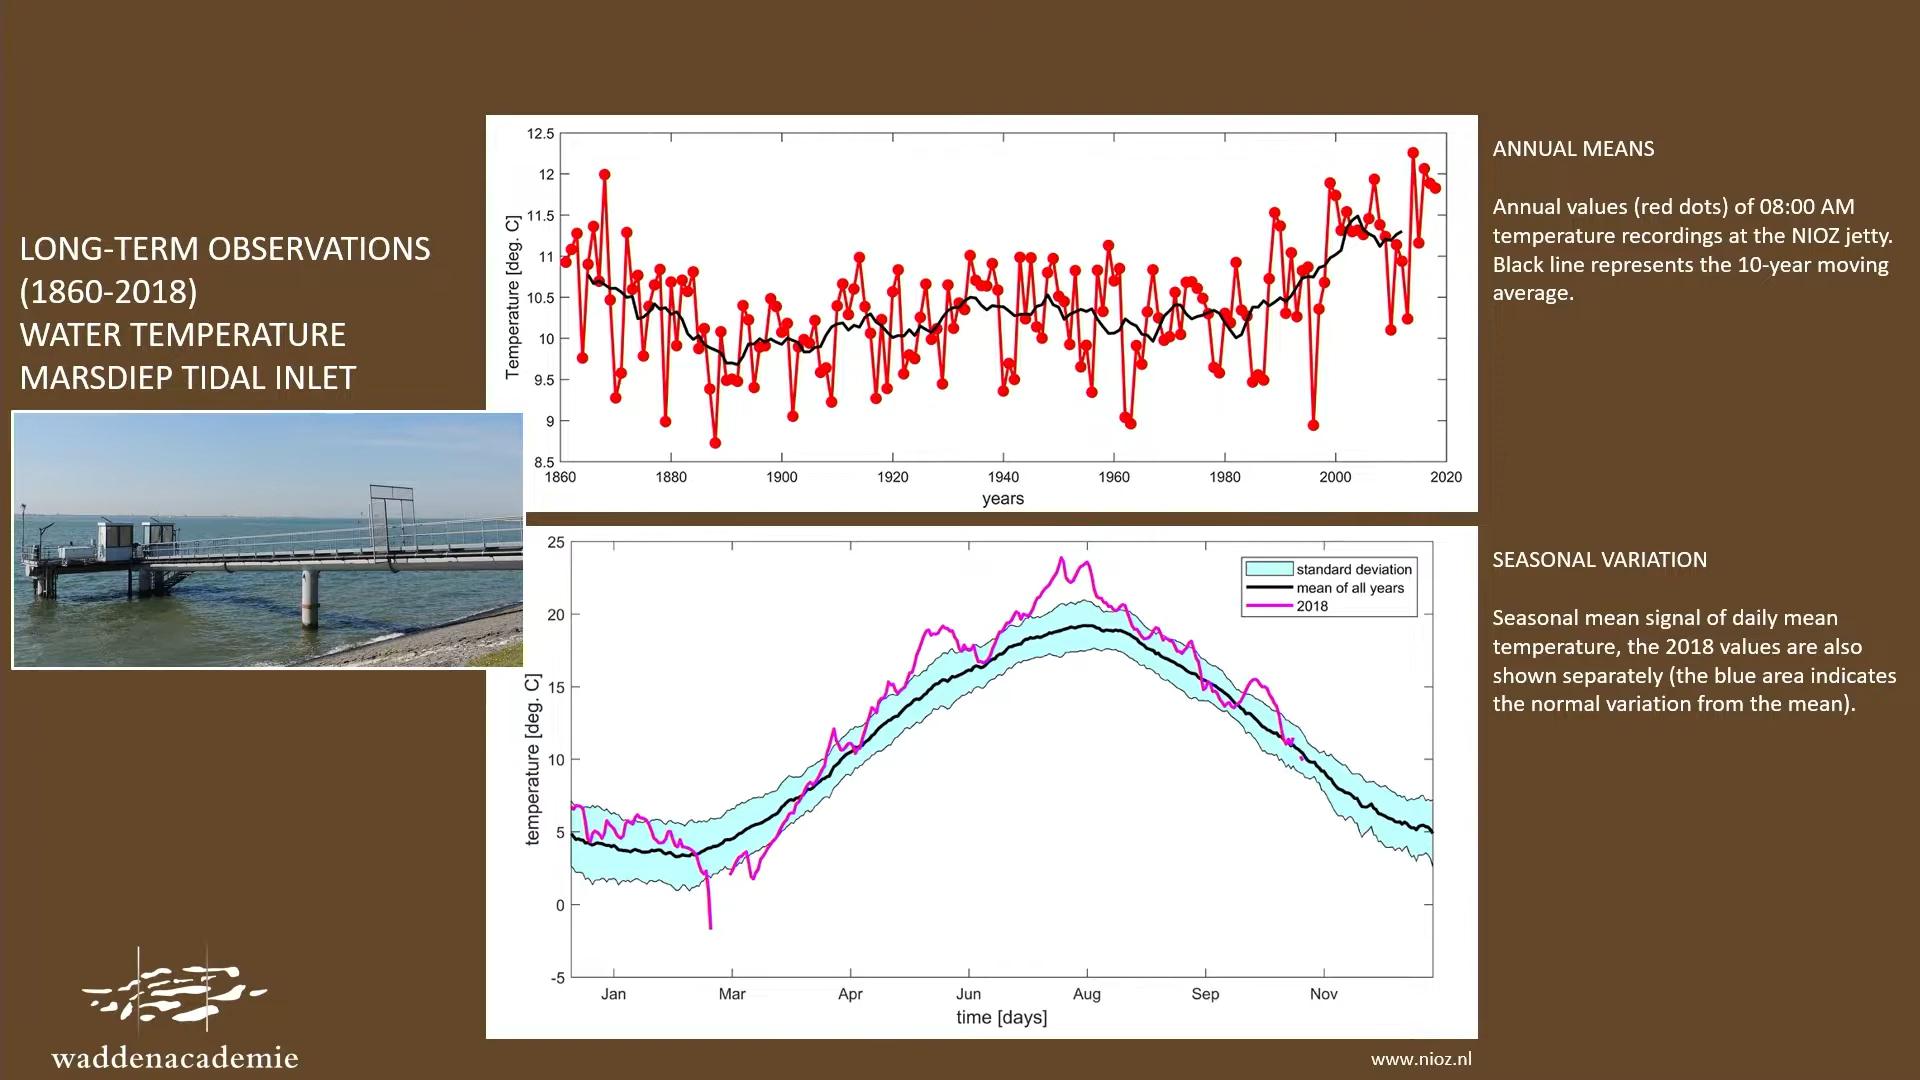 LONG-TERM OBSERVATIONS
(1860-2018)
WATER TEMPERATURE
MARSDIEP TIDAL INLET
12.5
12
11.5
11
10.5
10
9.5
9
8.5
Temperature [deg. C]
1860 1880 1900 1920 1940 1960 1980 2000 2020
years
ANNUAL MEANS
Annual values (red dots) of 08:00 AM
temperature recordings at the NIOZ jetty.
Black line represents the 10-year moving
average.
25
20
15
10
5
0
-5
temperature [deg. C]
standard deviation
mean of all years
2018
Jan Mar Apr Jun Aug Sep Nov
time [days]
SEASONAL VARIATION
Seasonal mean signal of daily mean
temperature, the 2018 values are also
shown separately (the blue area indicates
the normal variation from the mean).
waddenacademie
www.nioz.nl